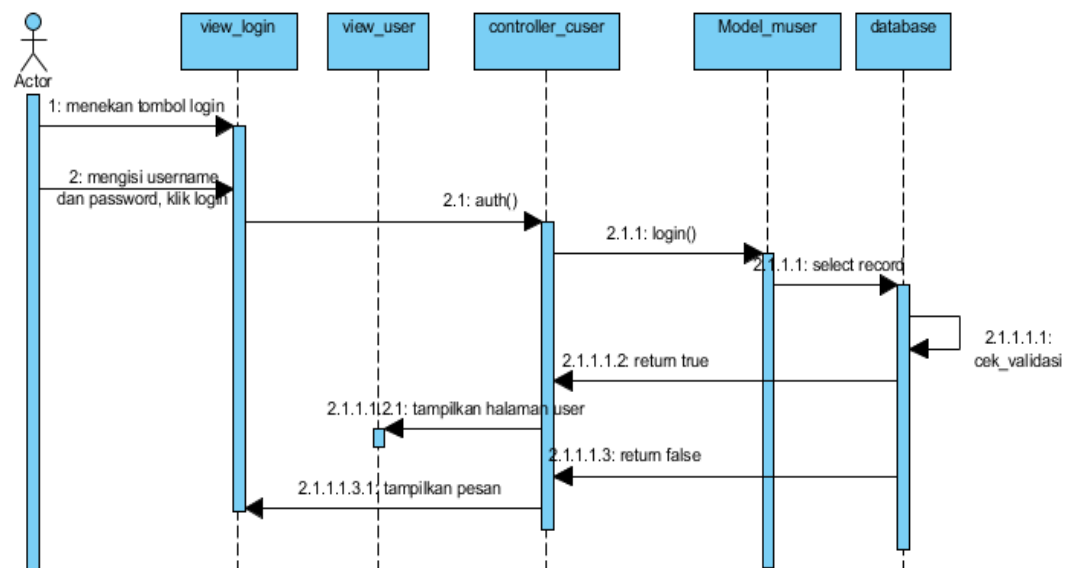 view_login
view_user
controller_cuser
Model_muser
database
Actor
1: menekan tombol login
2: mengisi username
dan password, klik login
2.1: auth()
2.1.1: login()
2.1.1.1: select record
2.1.1.1.1:
cek_validasi
2.1.1.1.2: return true
2.1.1.1.2.1: tampilkan halaman user
2.1.1.1.3: return false
2.1.1.1.3.1: tampilkan pesan